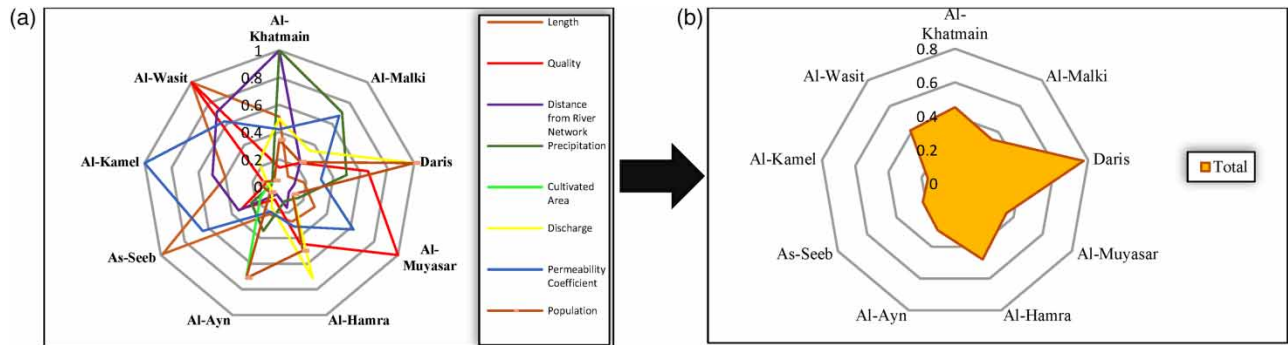 (a)
Al-
Khatmain
Al-Malki
Daris
Al-
Muyasar
Al-Hamra
Al-Ayn
As-Seeb
Al-Kamel
Al-Wasit
1
0.8
0.6
0.4
0.2
0
Length
Quality
Distance
from River
Network
Precipitation
Cultivated
Area
Discharge
Permeability
Coefficient
Population
(b)
Al-
Khatmain
Al-Malki
Daris
Al-Muyasar
Al-Hamra
Al-Ayn
As-Seeb
Al-Kamel
Al-Wasit
0.8
0.6
0.4
0.2
0
Total